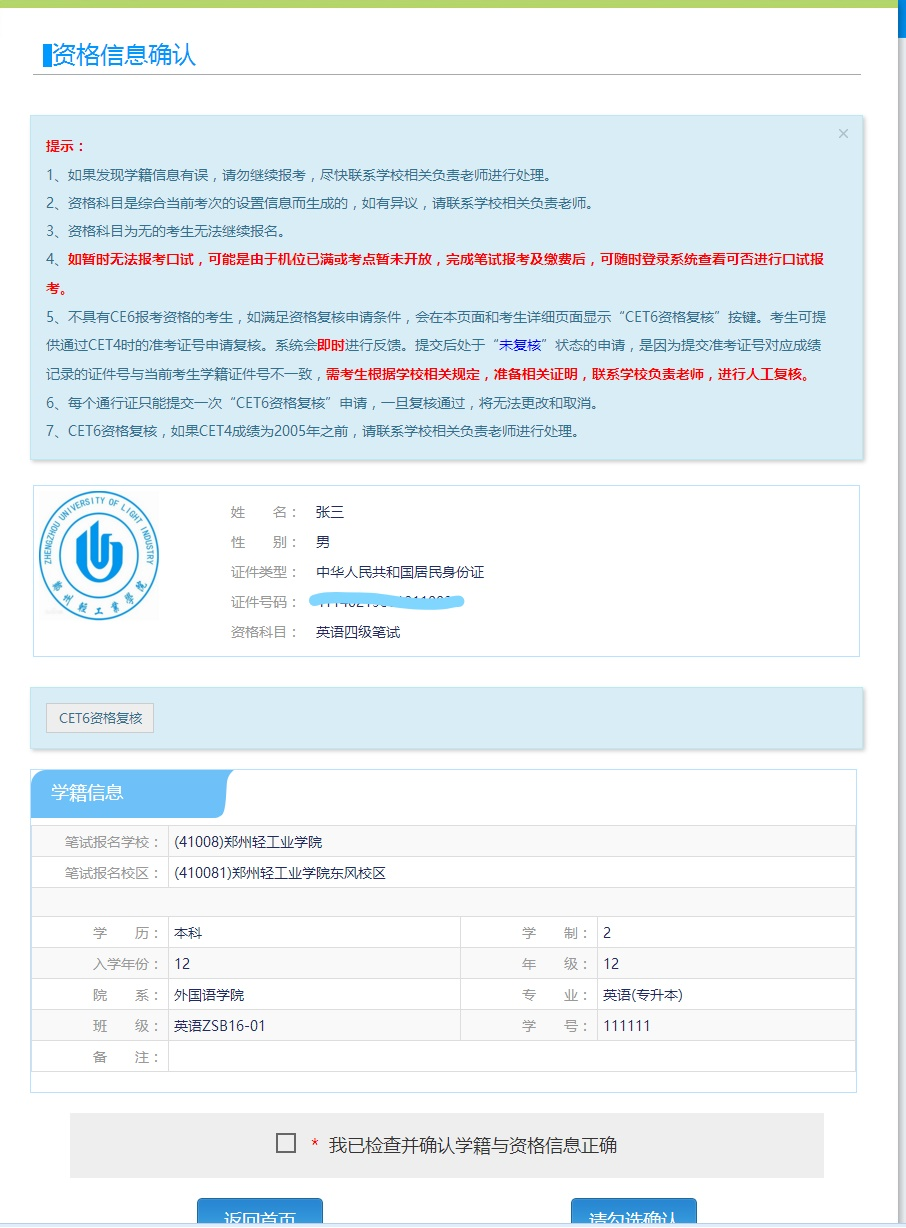 资格信息确认
提示：
1、如果发现学籍信息有误，请勿继续报考，尽快联系学校相关负责老师进行处理。
2、资格科目是综合当前考次的设置信息而生成的，如有异议，请联系学校相关负责老师。
3、资格科目为无的考生无法继续报名。
4、如暂时无法报考口试，可能是由于机位已满或考点暂未开放，完成笔试报考及缴费后，可随时登录系统查看可否进行口试报
考。
5、不具有CE6报考资格的考生，如满足资格复核申请条件，会在本页面和考生详细页面显示“CET6资格复核”按键。考生可提
供通过CET4时的准考证号申请复核。系统会即时进行反馈。提交后处于“未复核”状态的申请，是因为提交准考证号对应成绩
记录的证件号与当前考生学籍证件号不一致，需考生根据学校相关规定，准备相关证明，联系学校负责老师，进行人工复核。
6、每个通行证只能提交一次“CET6资格复核”申请，一旦复核通过，将无法更改和取消。
7、CET6资格复核，如果CET4成绩为2005年之前，请联系学校相关负责老师进行处理。
ZHENGZHOU UNIVERSITY OF LIGHT INDUSTRY
郑州轻工业学院
姓 名： 张三
性 别： 男
证件类型： 中华人民共和国居民身份证
证件号码：
资格科目： 英语四级笔试
CET6资格复核
学籍信息
笔试报名学校： (41008)郑州轻工业学院
笔试报名校区： (410081)郑州轻工业学院东风校区
学 历： 本科 学 制： 2
入学年份： 12 年 级： 12
院 系： 外国语学院 专 业： 英语(专升本)
班 级： 英语ZSB16-01 学 号： 111111
备 注：
* 我已检查并确认学籍与资格信息正确
返回首页 请勾选确认